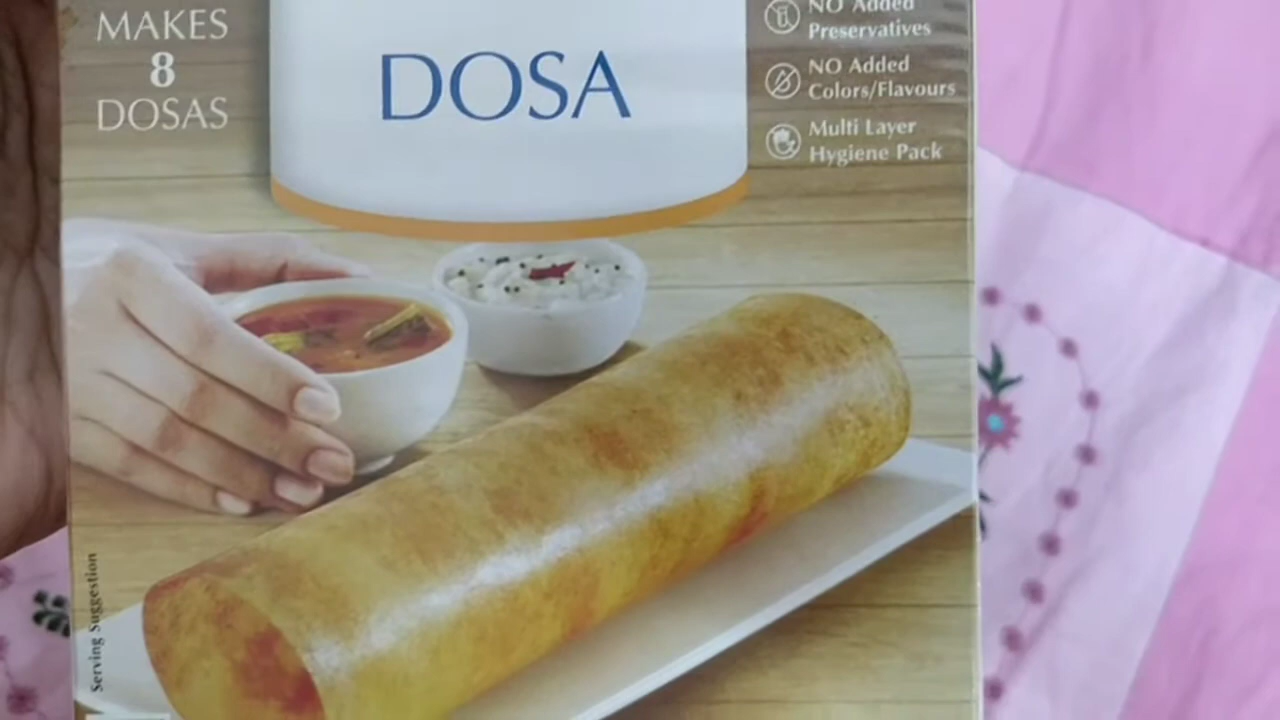 MAKES
8
DOSAS
DOSA
NO Added
Preservatives
NO Added
Colors/Flavours
Multi Layer
Hygiene Pack
Serving Suggestion